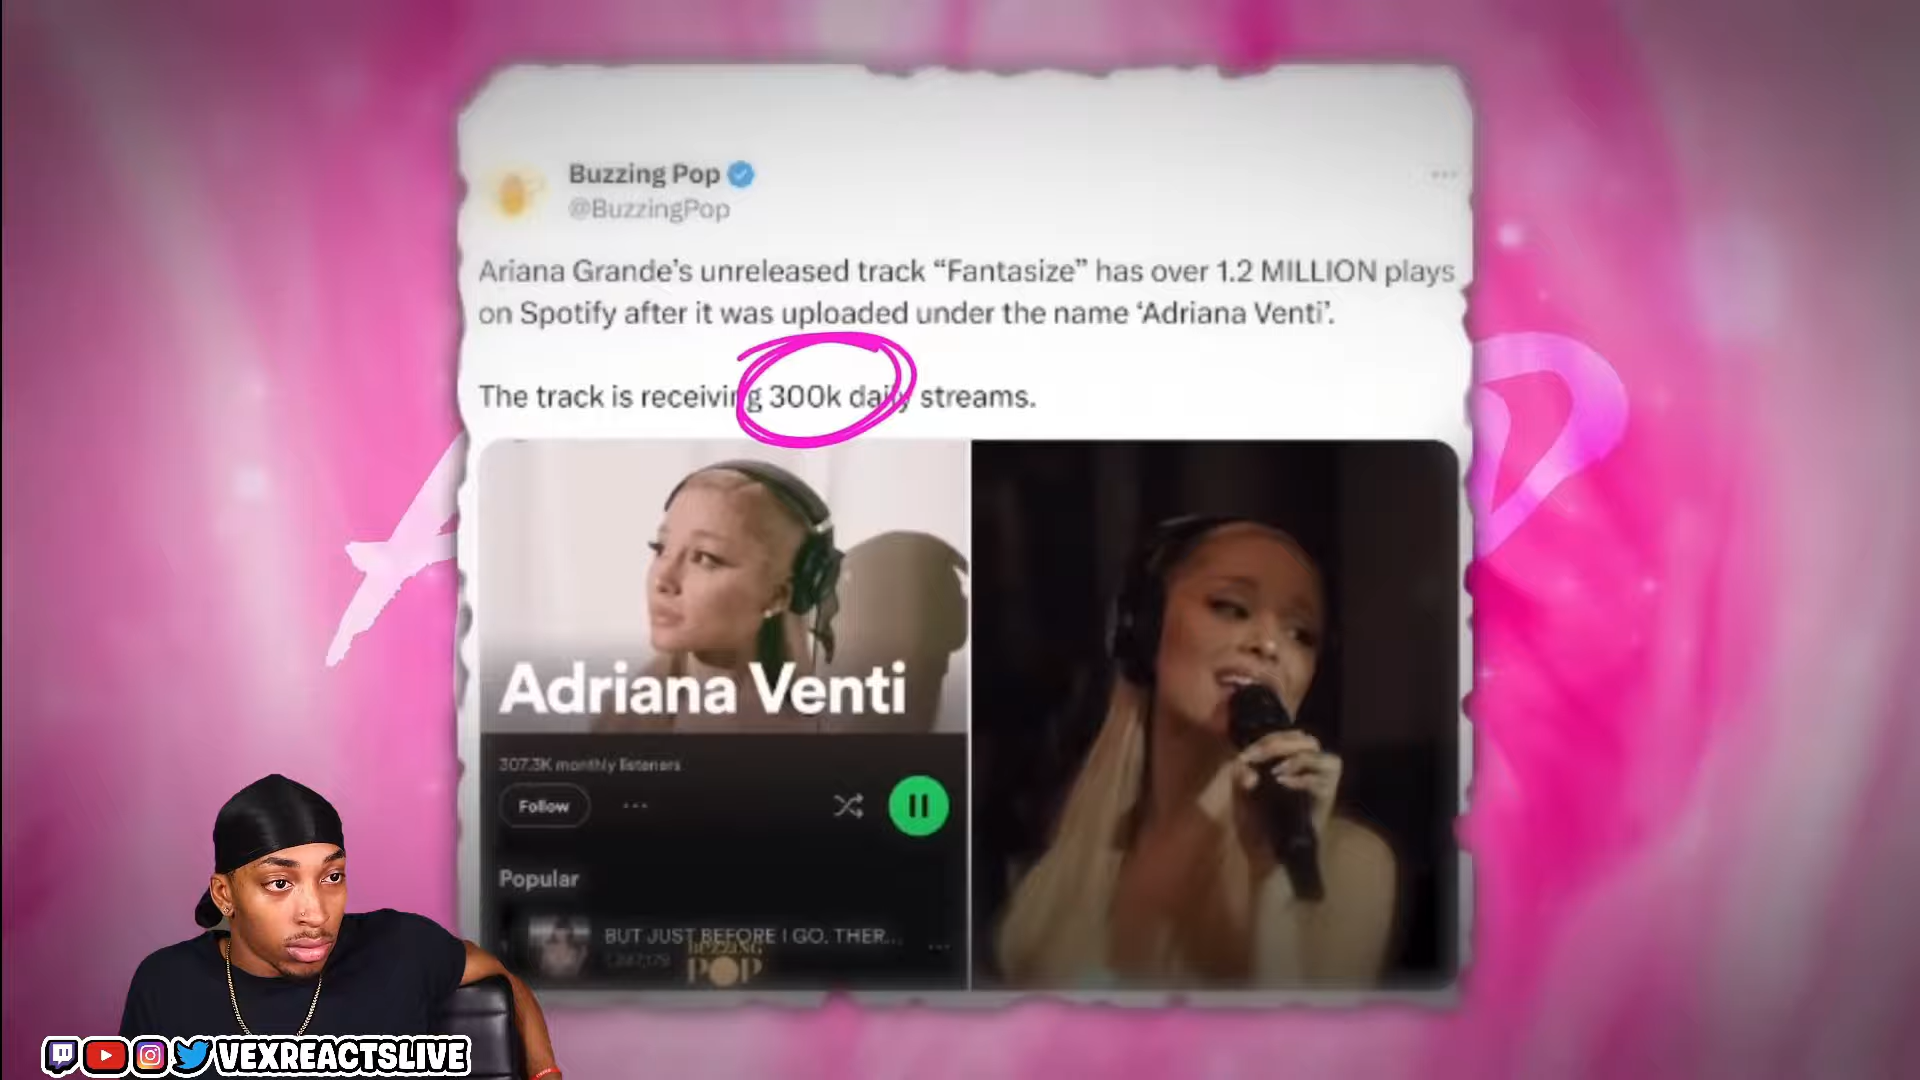 Buzzing Pop
@BuzzingPop
Ariana Grande's unreleased track “Fantasize” has over 1.2 MILLION plays
on Spotify after it was uploaded under the name ‘Adriana Venti’.
The track is receiving 300k daily streams.
Adriana Venti
307.3K monthly listeners
Follow
Popular
BUT JUST BEFORE I GO, THER...
BUZZING
POP
VEXREACTSLIVE